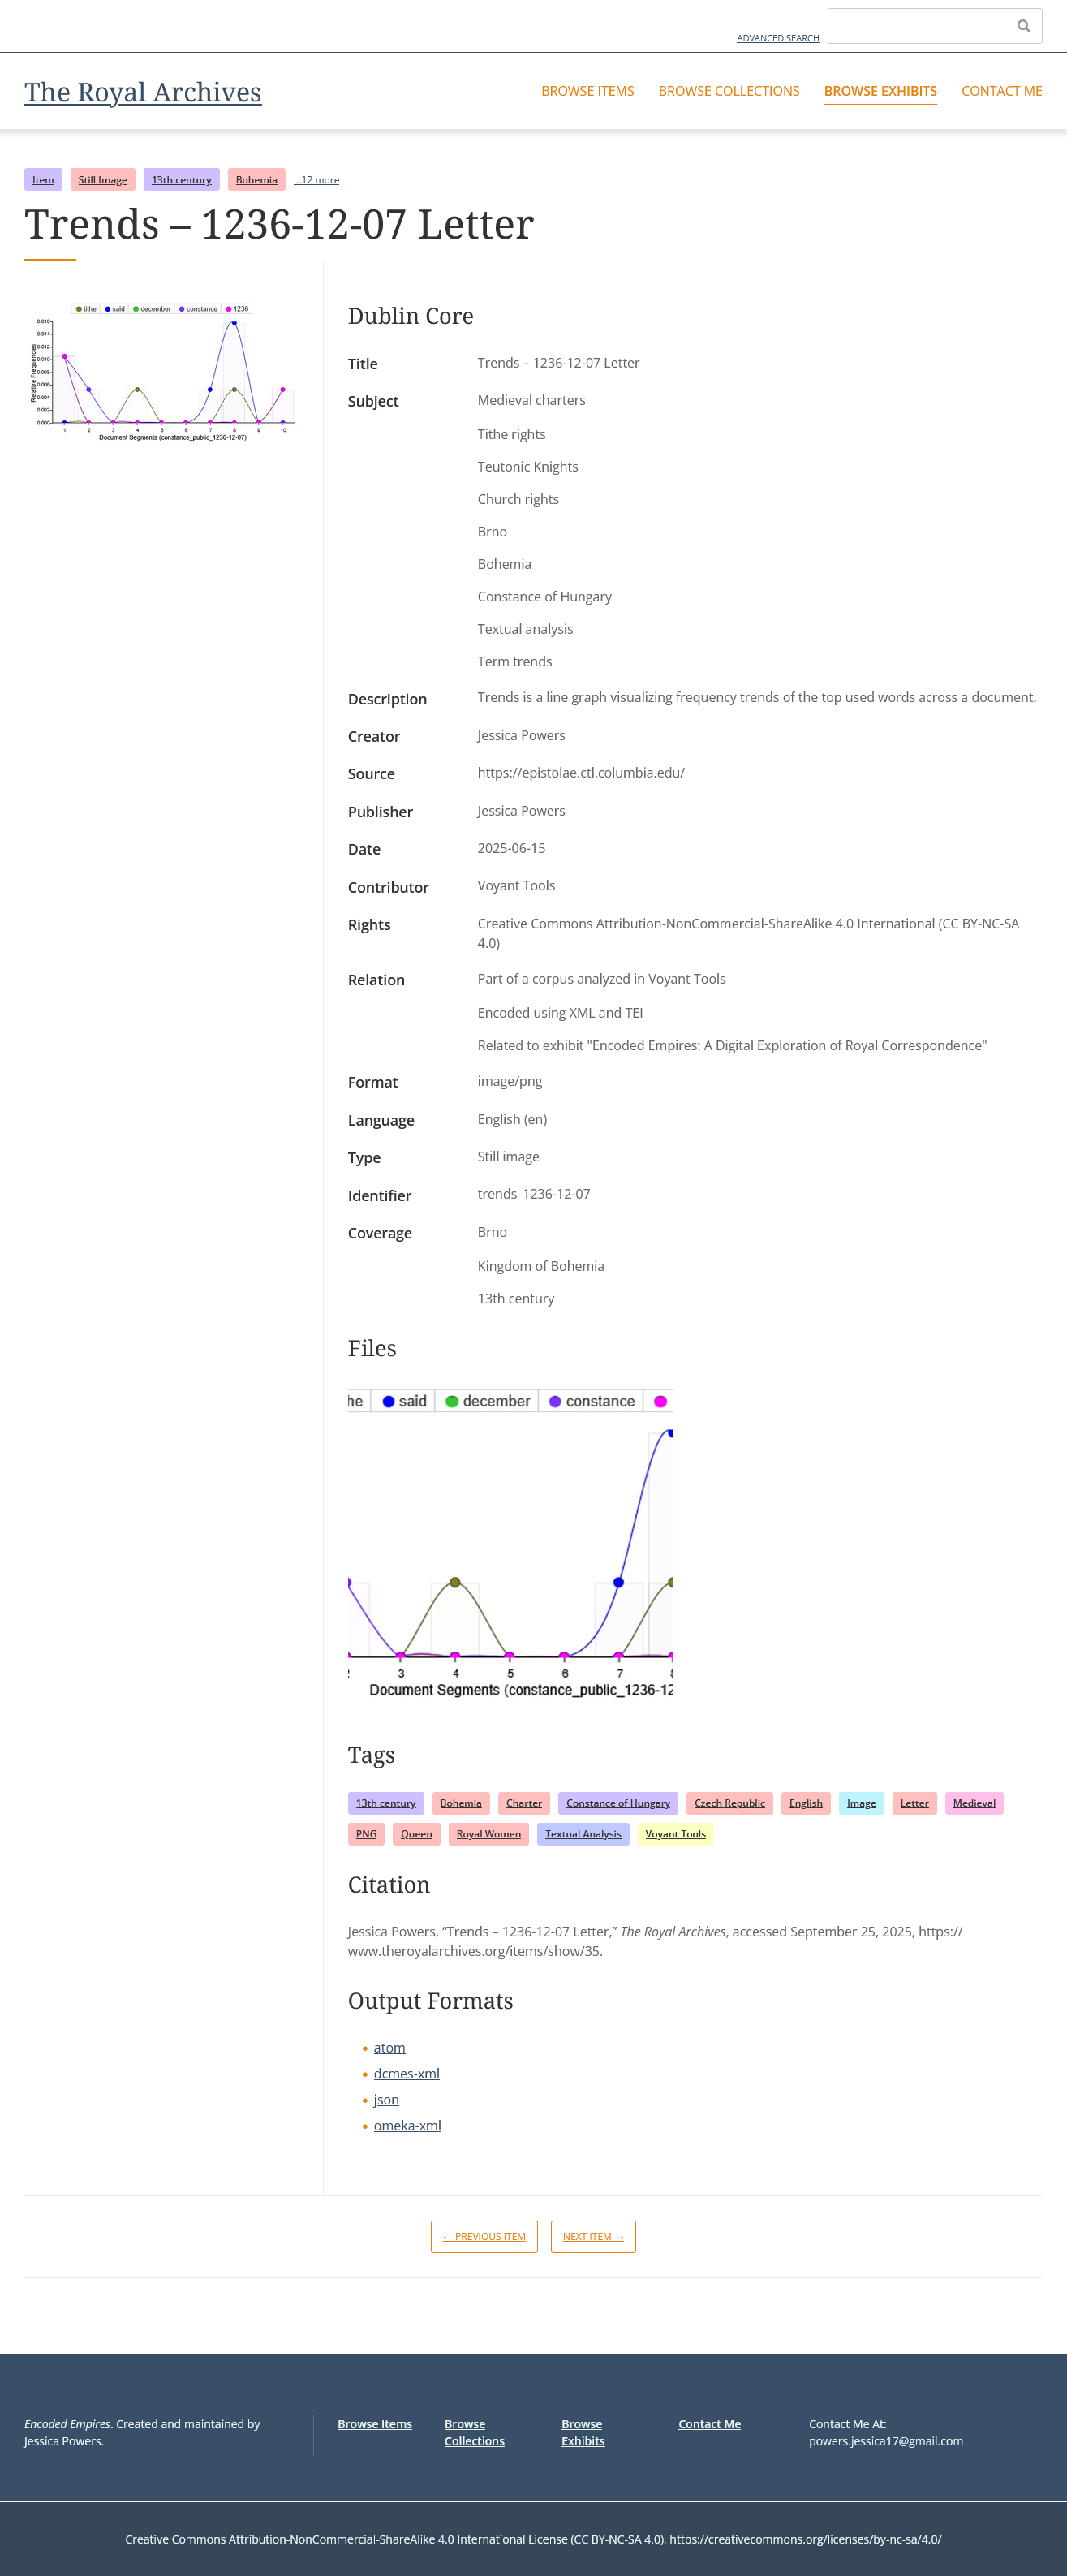 ADVANCED SEARCH
The Royal Archives
BROWSE ITEMS BROWSE COLLECTIONS BROWSE EXHIBITS CONTACT ME
Item Still Image 13th century Bohemia ...12 more
Trends – 1236-12-07 Letter
tithe said december constance 1236
0.016
0.014
0.012
0.010
0.008
0.006
0.004
0.002
0.000
Relative Frequencies
1 2 3 4 5 6 7 8 9 10
Document Segments (constance_public_1236-12-07)
Dublin Core
Title Trends – 1236-12-07 Letter
Subject Medieval charters
Tithe rights
Teutonic Knights
Church rights
Brno
Bohemia
Constance of Hungary
Textual analysis
Term trends
Description Trends is a line graph visualizing frequency trends of the top used words across a document.
Creator Jessica Powers
Source https://epistolae.ctl.columbia.edu/
Publisher Jessica Powers
Date 2025-06-15
Contributor Voyant Tools
Rights Creative Commons Attribution-NonCommercial-ShareAlike 4.0 International (CC BY-NC-SA
4.0)
Relation Part of a corpus analyzed in Voyant Tools
Encoded using XML and TEI
Related to exhibit "Encoded Empires: A Digital Exploration of Royal Correspondence"
Format image/png
Language English (en)
Type Still image
Identifier trends_1236-12-07
Coverage Brno
Kingdom of Bohemia
13th century
Files
he said december constance
2 3 4 5 6 7 8
Document Segments (constance_public_1236-12
Tags
13th century Bohemia Charter Constance of Hungary Czech Republic English Image Letter Medieval
PNG Queen Royal Women Textual Analysis Voyant Tools
Citation
Jessica Powers, “Trends – 1236-12-07 Letter,” The Royal Archives, accessed September 25, 2025, https://
www.theroyalarchives.org/items/show/35.
Output Formats
atom
dcmes-xml
json
omeka-xml
← PREVIOUS ITEM NEXT ITEM →
Encoded Empires. Created and maintained by
Jessica Powers.
Browse Items
Browse
Collections
Browse
Exhibits
Contact Me
Contact Me At:
powers.jessica17@gmail.com
Creative Commons Attribution-NonCommercial-ShareAlike 4.0 International License (CC BY-NC-SA 4.0), https://creativecommons.org/licenses/by-nc-sa/4.0/